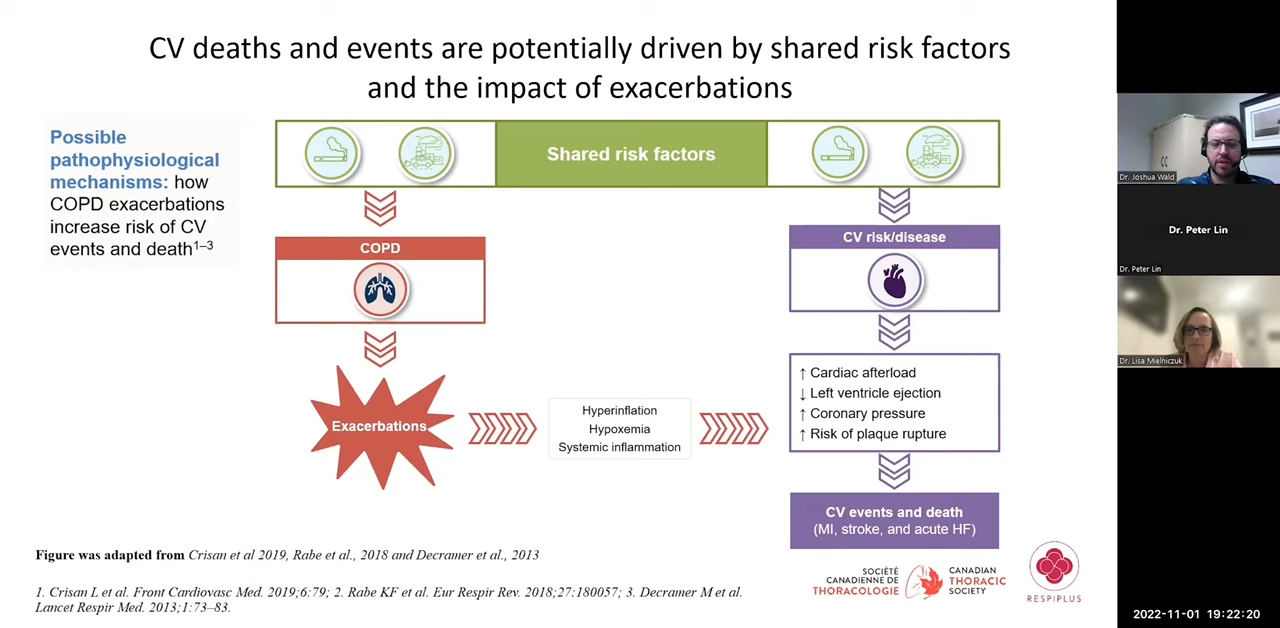 CV deaths and events are potentially driven by shared risk factors
and the impact of exacerbations
Possible
pathophysiological
mechanisms: how
COPD exacerbations
increase risk of CV
events and death1–3
Shared risk factors
COPD
CV risk/disease
Exacerbations
Hyperinflation
Hypoxemia
Systemic inflammation
↑ Cardiac afterload
↓ Left ventricle ejection
↑ Coronary pressure
↑ Risk of plaque rupture
CV events and death
(MI, stroke, and acute HF)
Figure was adapted from Crisan et al 2019, Rabe et al., 2018 and Decramer et al., 2013
1. Crisan L et al. Front Cardiovasc Med. 2019;6:79; 2. Rabe KF et al. Eur Respir Rev. 2018;27:180057; 3. Decramer M et al.
Lancet Respir Med. 2013;1:73–83.
SOCIÉTÉ
CANADIENNE DE
THORACOLOGIE
CANADIAN
THORACIC
SOCIETY
RESPIPLUS
Dr. Joshua Wald
Dr. Peter Lin
Dr. Peter Lin
Dr. Lisa Mielniczuk
2022-11-01 19:22:20